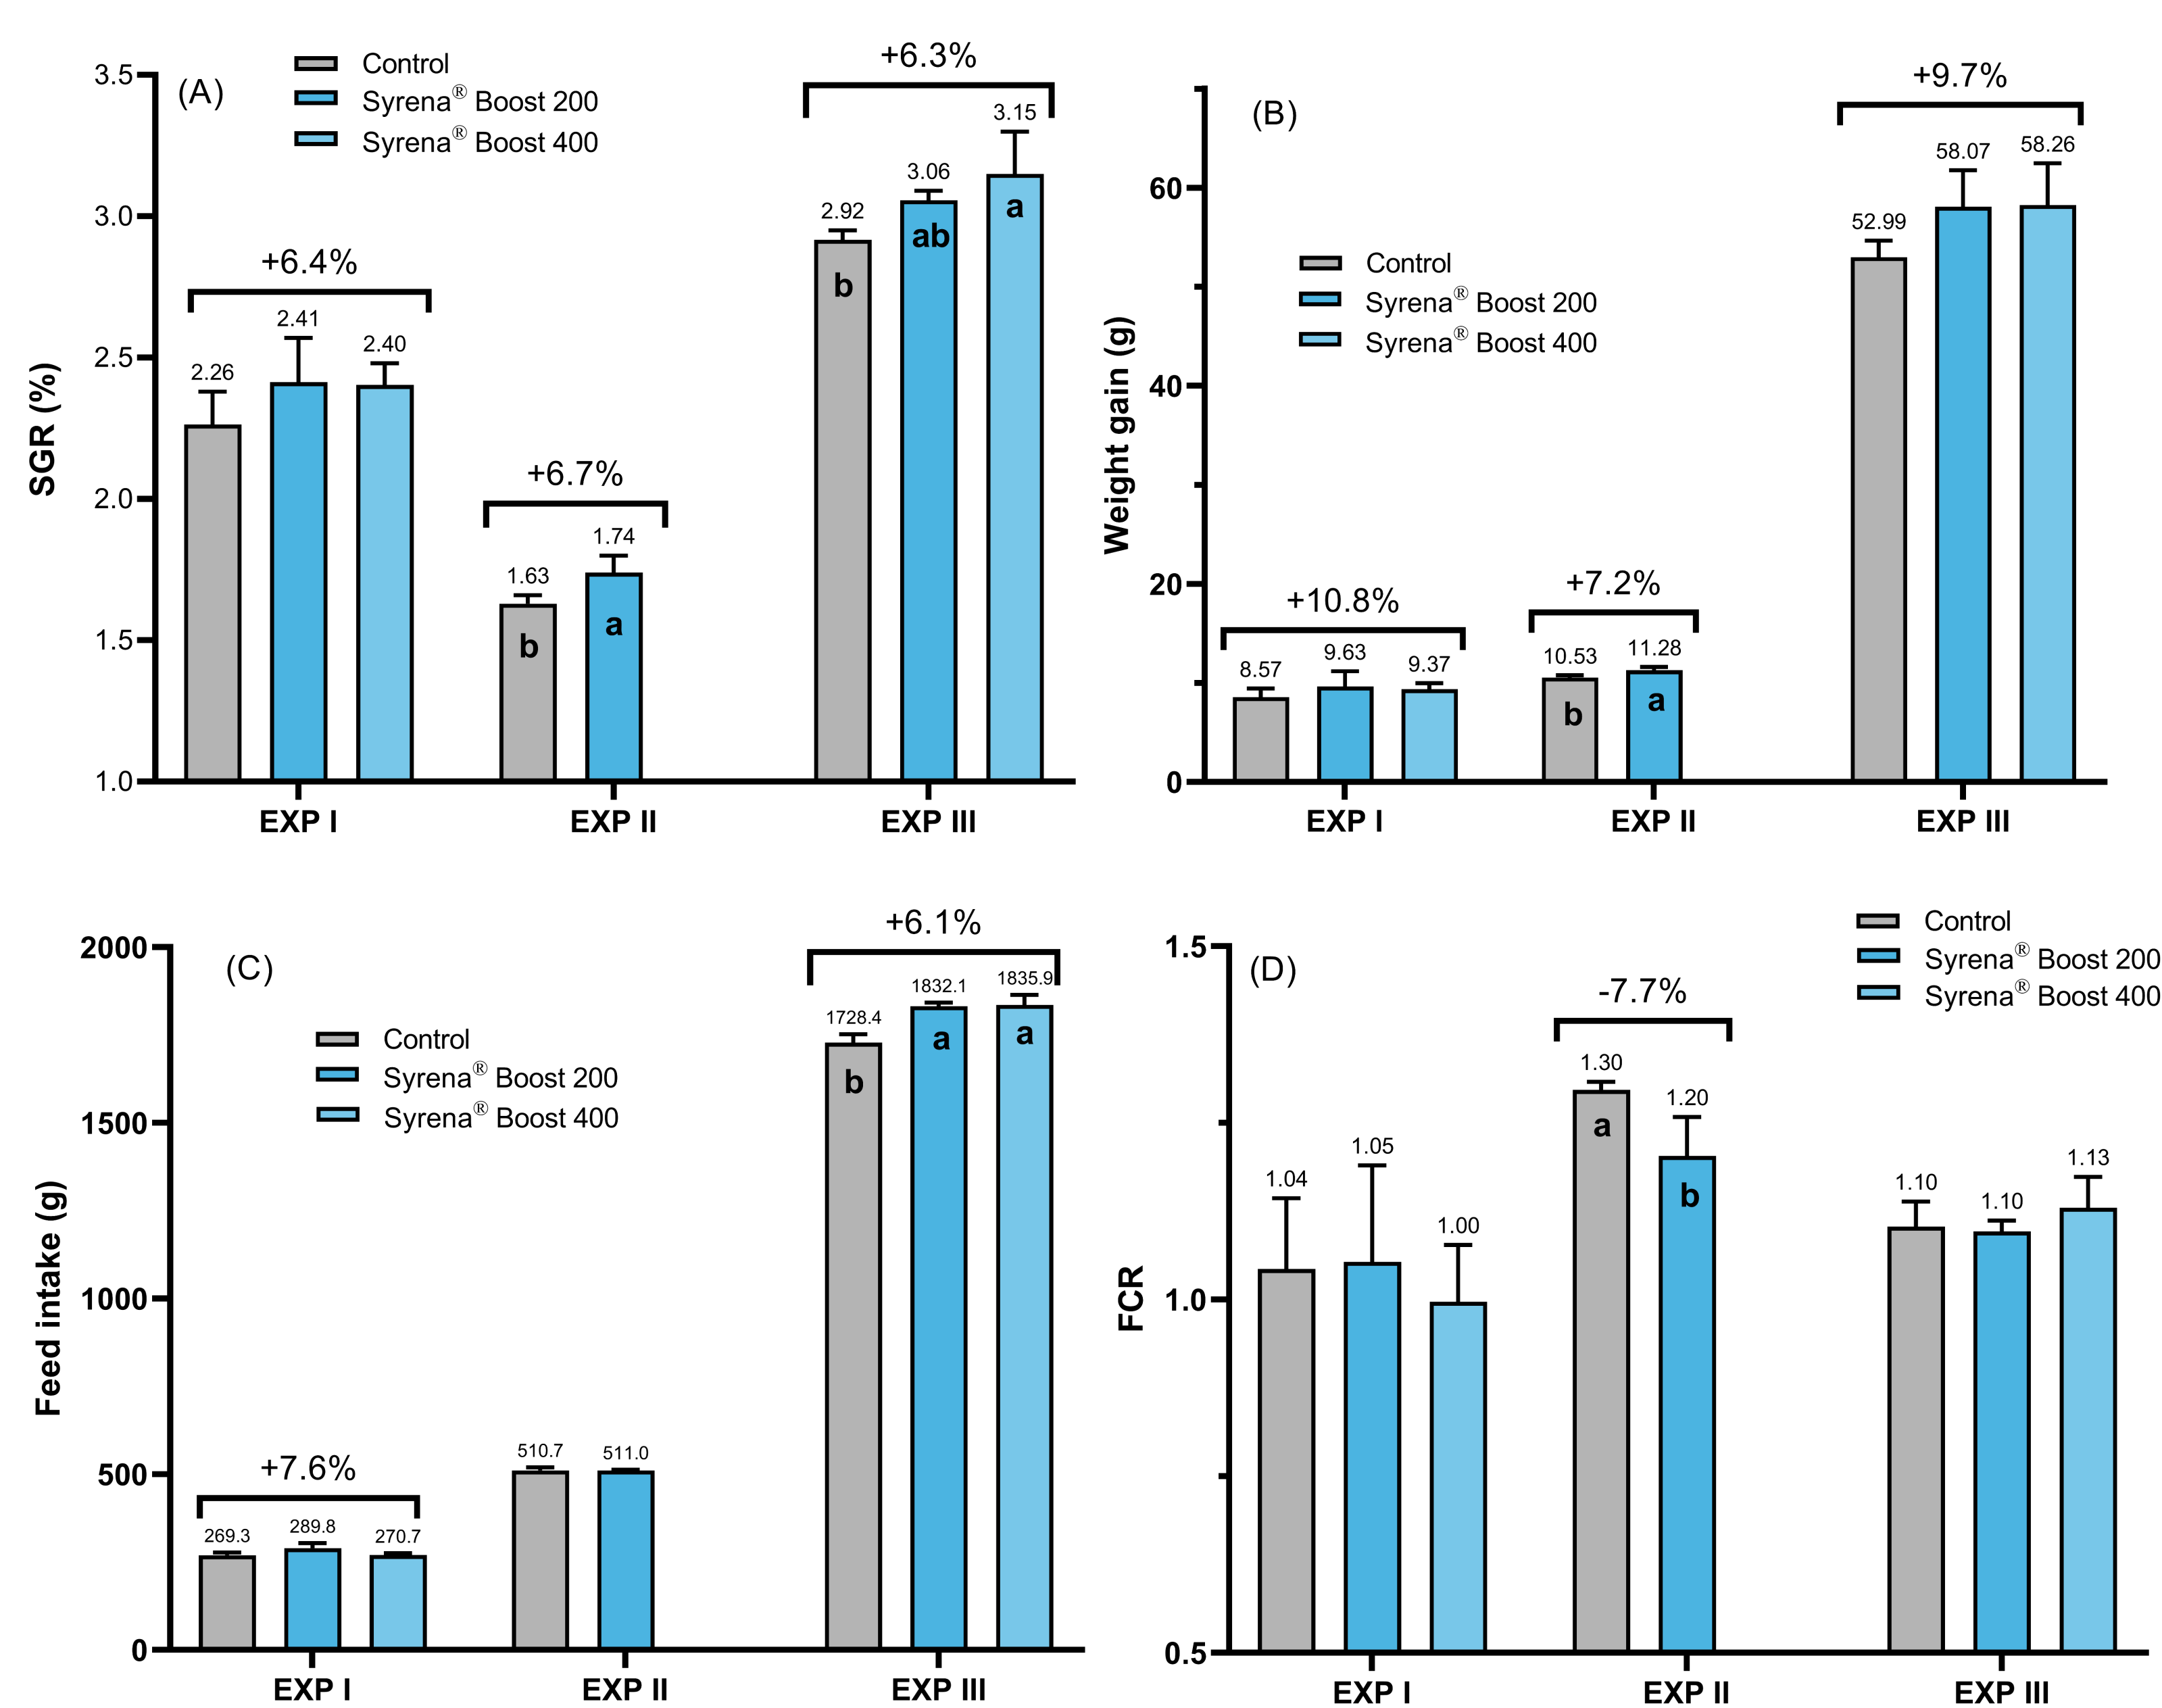 (A)
Control
Syrena® Boost 200
Syrena® Boost 400
SGR (%)
3.5
3.0
2.5
2.0
1.5
1.0
+6.4%
2.26
2.41
2.40
+6.7%
1.63
1.74
b
a
+6.3%
2.92
3.06
3.15
b
ab
a
EXP I
EXP II
EXP III
(B)
Control
Syrena® Boost 200
Syrena® Boost 400
Weight gain (g)
60
40
20
0
+10.8%
8.57
9.63
9.37
+7.2%
10.53
11.28
b
a
+9.7%
52.99
58.07
58.26
EXP I
EXP II
EXP III
(C)
Control
Syrena® Boost 200
Syrena® Boost 400
Feed intake (g)
2000
1500
1000
500
0
+7.6%
269.3
289.8
270.7
510.7
511.0
+6.1%
1728.4
1832.1
1835.9
b
a
a
EXP I
EXP II
EXP III
(D)
Control
Syrena® Boost 200
Syrena® Boost 400
FCR
1.5
1.0
0.5
1.04
1.05
1.00
-7.7%
1.30
1.20
a
b
1.10
1.10
1.13
EXP I
EXP II
EXP III